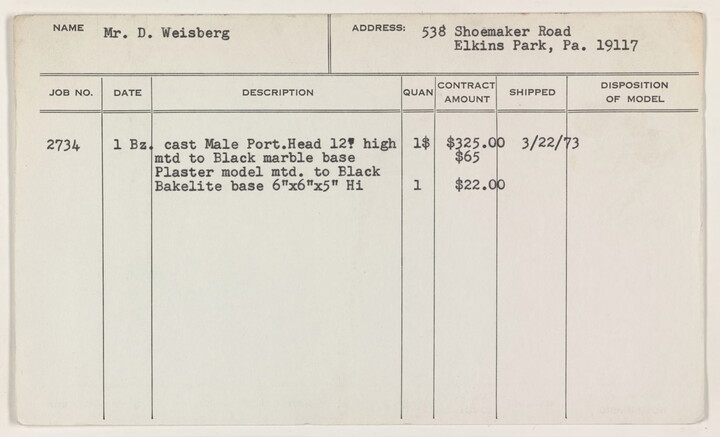 NAME Mr. D. Weisberg ADDRESS: 538 Shoemaker Road
Elkins Park, Pa. 19117
JOB NO. DATE DESCRIPTION QUAN CONTRACT AMOUNT SHIPPED DISPOSITION OF MODEL
2734 1 Bz. cast Male Port.Head 12" high 1$ $325.00 3/22/73
mtd to Black marble base $65
Plaster model mtd. to Black
Bakelite base 6"x6"x5" Hi 1 $22.00